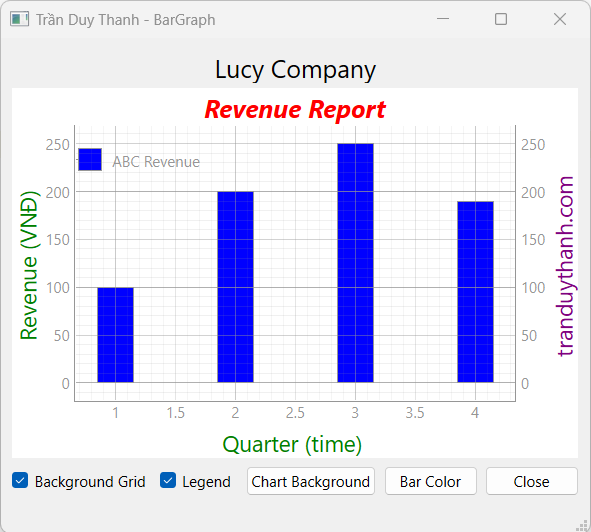 Trần Duy Thanh - BarGraph
Lucy Company
Revenue Report
ABC Revenue
Revenue (VNĐ)
250
200
150
100
50
0
250
200
150
100
50
0
tranduythanh.com
1
1.5
2
2.5
3
3.5
4
Quarter (time)
Background Grid
Legend
Chart Background
Bar Color
Close